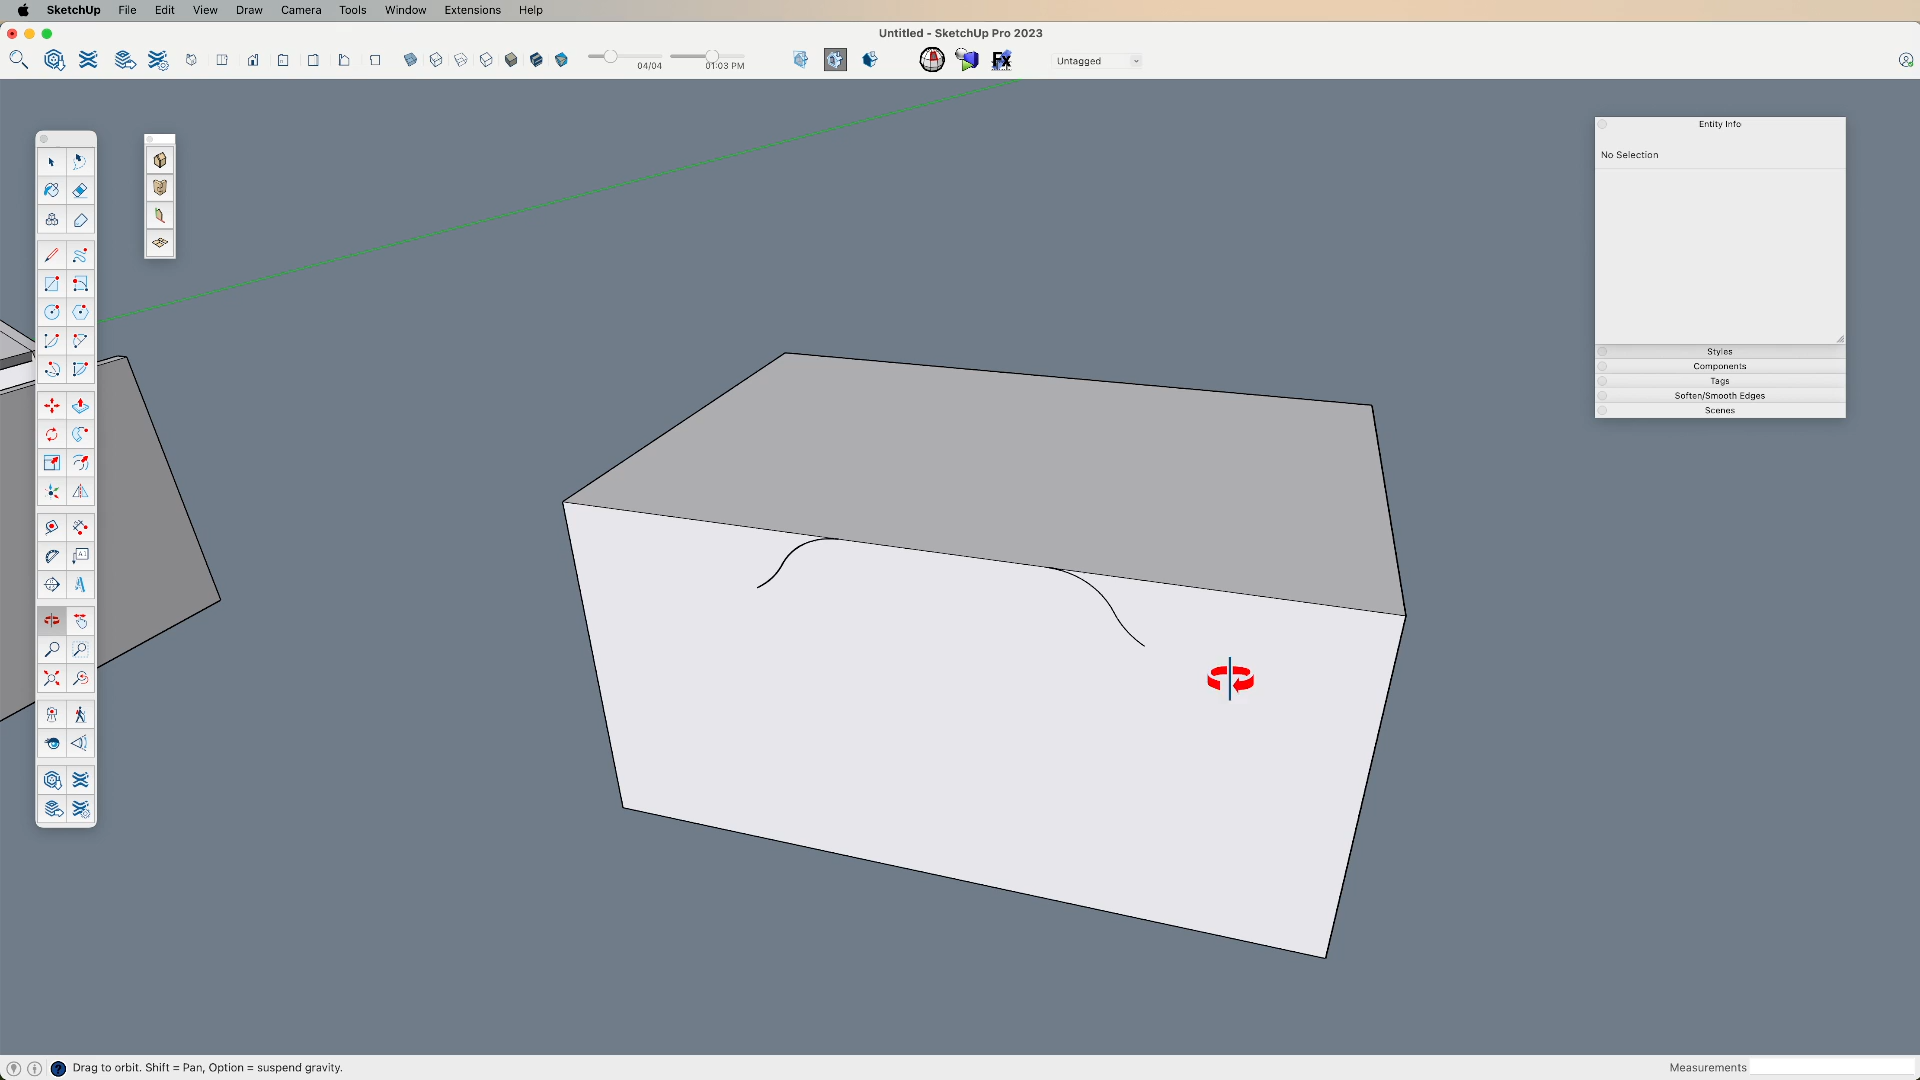 SketchUp File Edit View Draw Camera Tools Window Extensions Help
Untitled - SketchUp Pro 2023
04/04 01:03 PM Untagged
Entity Info
No Selection
Styles
Components
Tags
Soften/Smooth Edges
Scenes
Drag to orbit. Shift = Pan, Option = suspend gravity.
Measurements